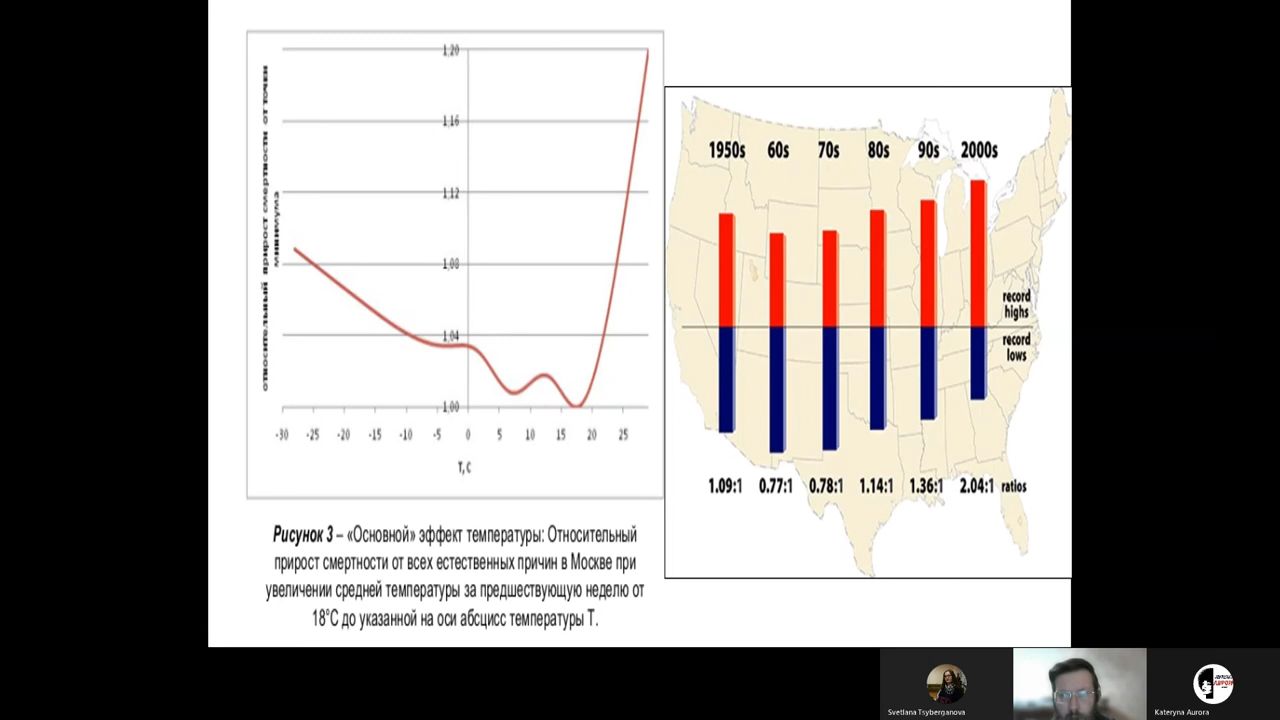 относительный прирост смертности от точки
минимума
1,20
1,16
1,12
1,08
1,04
1,00
-30 -25 -20 -15 -10 -5 0 5 10 15 20 25
T, C
Рисунок 3 – «Основной» эффект температуры: Относительный
прирост смертности от всех естественных причин в Москве при
увеличении средней температуры за предшествующую неделю от
18°С до указанной на оси абсцисс температуры Т.
1950s 60s 70s 80s 90s 2000s
record
highs
record
lows
1.09:1 0.77:1 0.78:1 1.14:1 1.36:1 2.04:1 ratios
Svetlana Tsyberganova
Kateryna Aurora